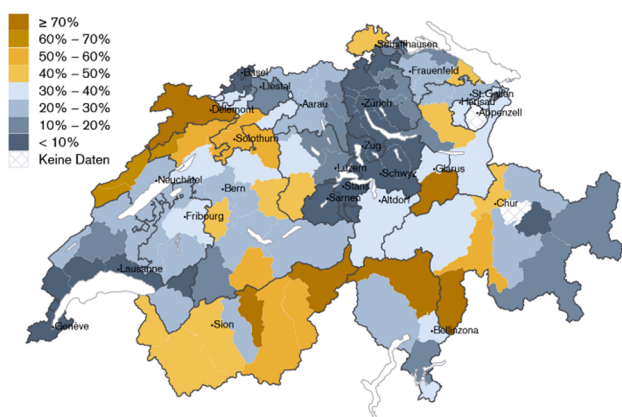 ≥ 70%
60% – 70%
50% – 60%
40% – 50%
30% – 40%
20% – 30%
10% – 20%
< 10%
Keine Daten
Schaffhausen
Basel
Liestal
Frauenfeld
Delémont
Aarau
Zürich
St.Gallen
Herisau
Appenzell
Solothurn
Zug
Luzern
Schwyz
Glarus
Neuchâtel
Bern
Stans
Sarnen
Altdorf
Chur
Fribourg
Lausanne
Genève
Sion
Bellinzona